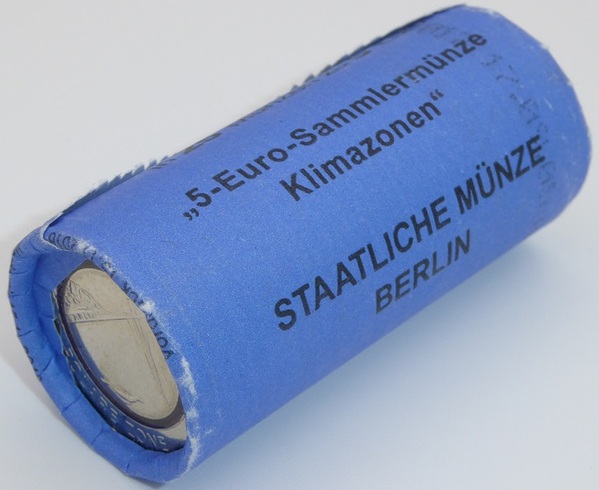 „5-Euro-Sammlermünze
Klimazonen“
STAATLICHE MÜNZE
BERLIN